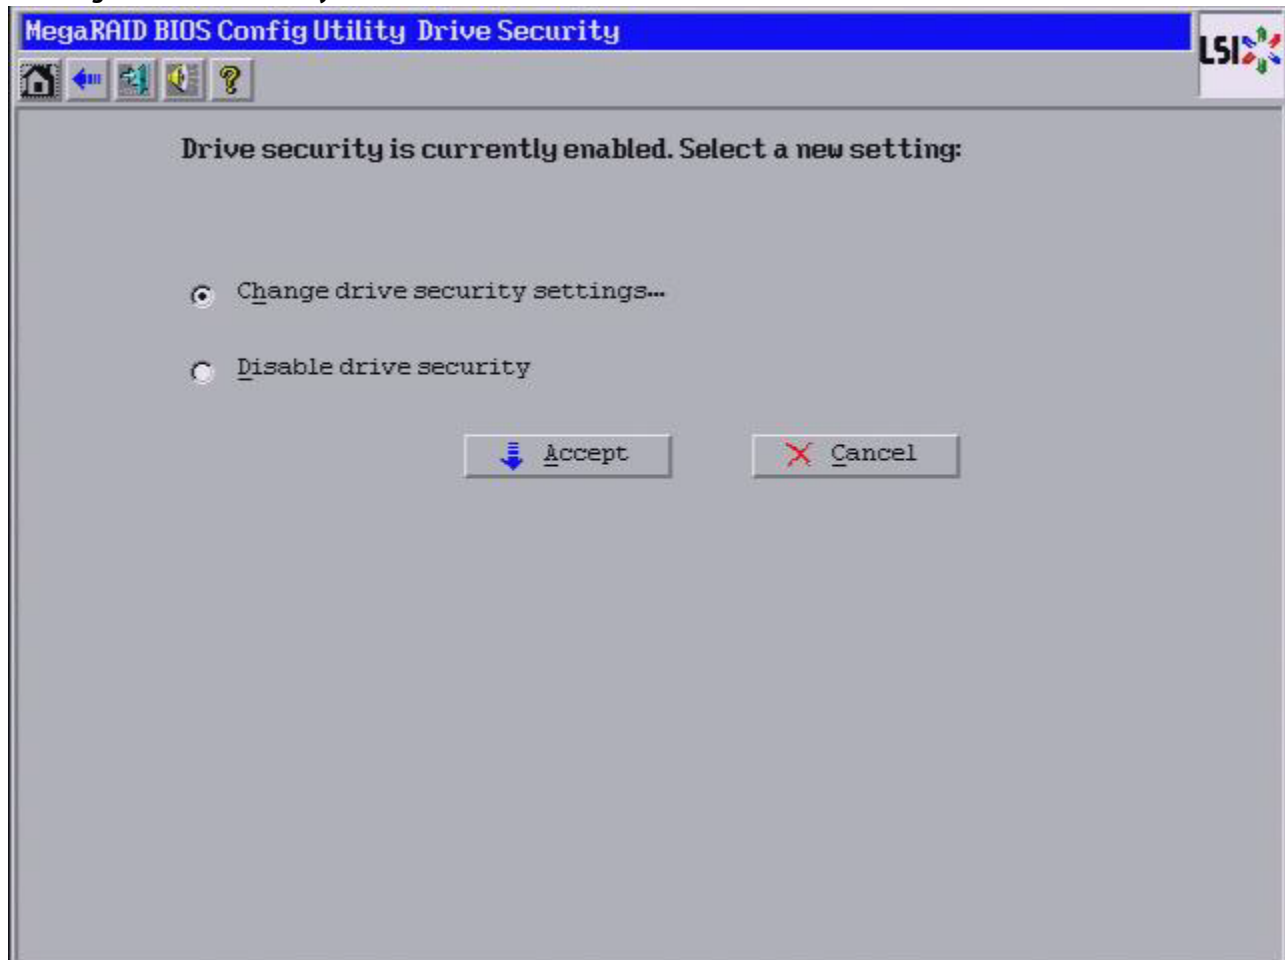 MegaRAID BIOS Config Utility Drive Security
LSI
Drive security is currently enabled. Select a new setting:
Change drive security settings...
Disable drive security
Accept
Cancel